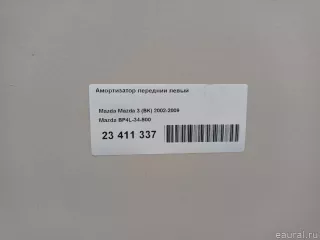 Амортизатор передний левый
Mazda Mazda 3 (BK) 2002-2009
Mazda BP4L-34-900
23 411 337
eaural.ru